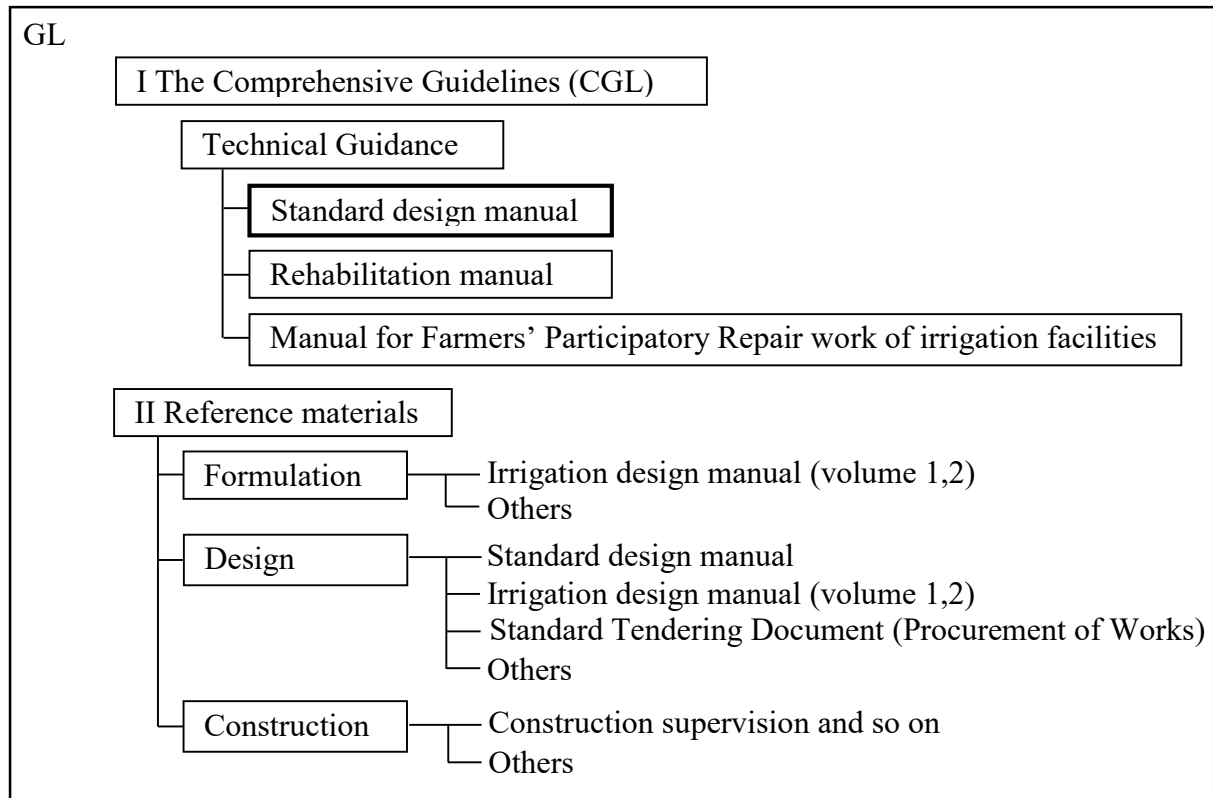 GL
I The Comprehensive Guidelines (CGL)
Technical Guidance
Standard design manual
Rehabilitation manual
Manual for Farmers’ Participatory Repair work of irrigation facilities
II Reference materials
Formulation
Irrigation design manual (volume 1,2)
Others
Design
Standard design manual
Irrigation design manual (volume 1,2)
Standard Tendering Document (Procurement of Works)
Others
Construction
Construction supervision and so on
Others